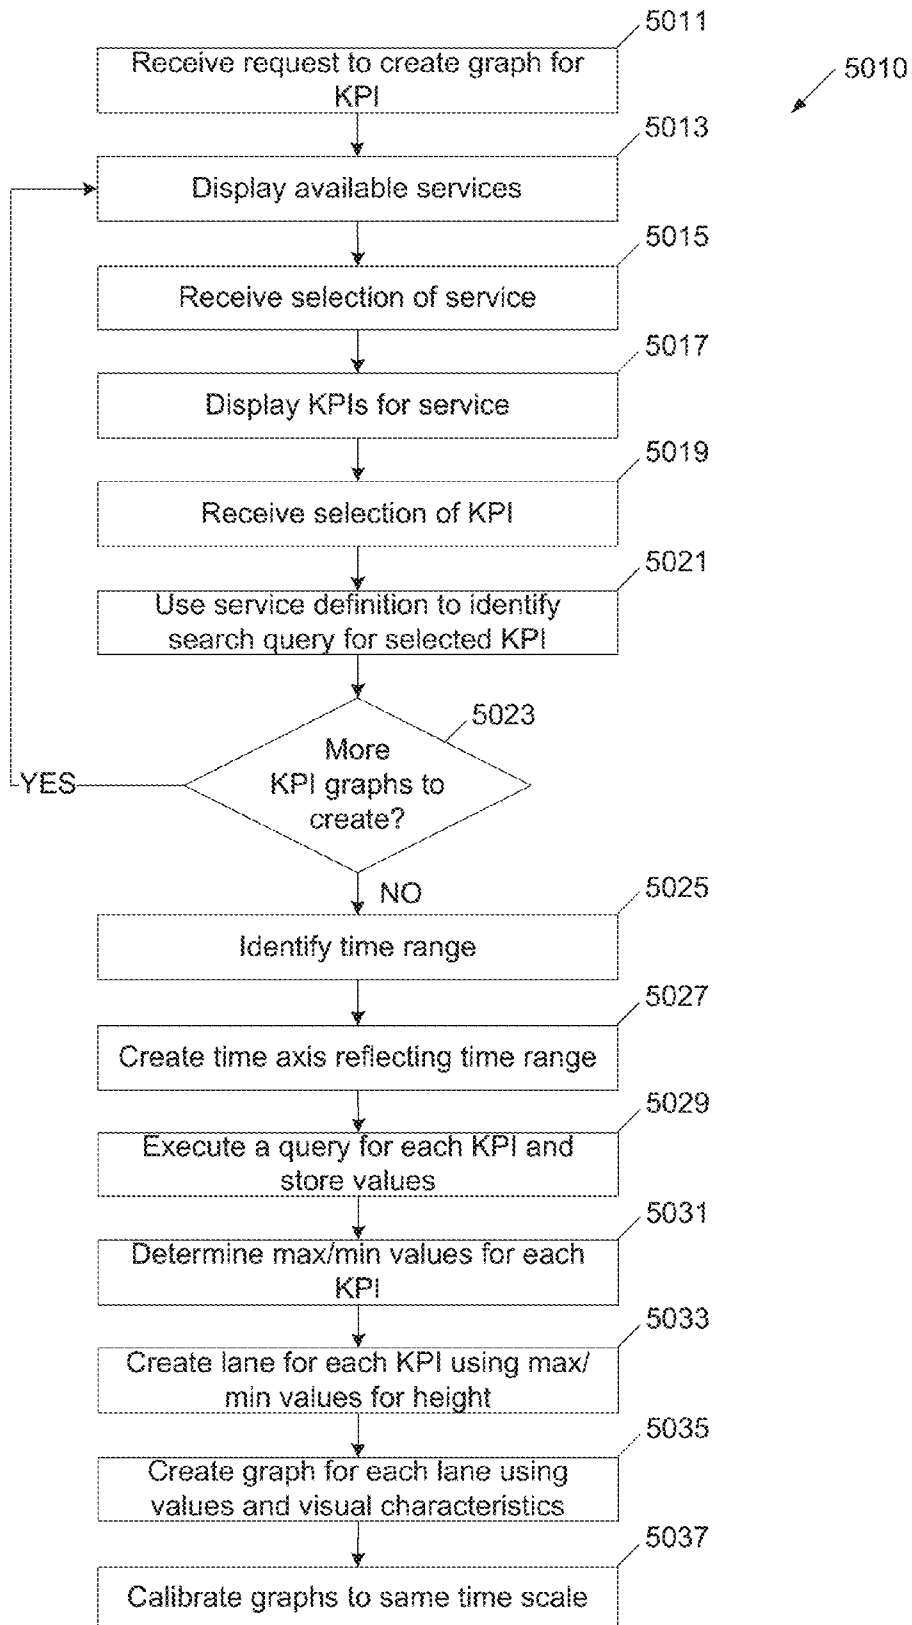 5011
Receive request to create graph for
KPI
5010
5013
Display available services
5015
Receive selection of service
5017
Display KPIs for service
5019
Receive selection of KPI
5021
Use service definition to identify
search query for selected KPI
5023
More
KPI graphs to
create?
YES
NO
5025
Identify time range
5027
Create time axis reflecting time range
5029
Execute a query for each KPI and
store values
5031
Determine max/min values for each
KPI
5033
Create lane for each KPI using max/
min values for height
5035
Create graph for each lane using
values and visual characteristics
5037
Calibrate graphs to same time scale